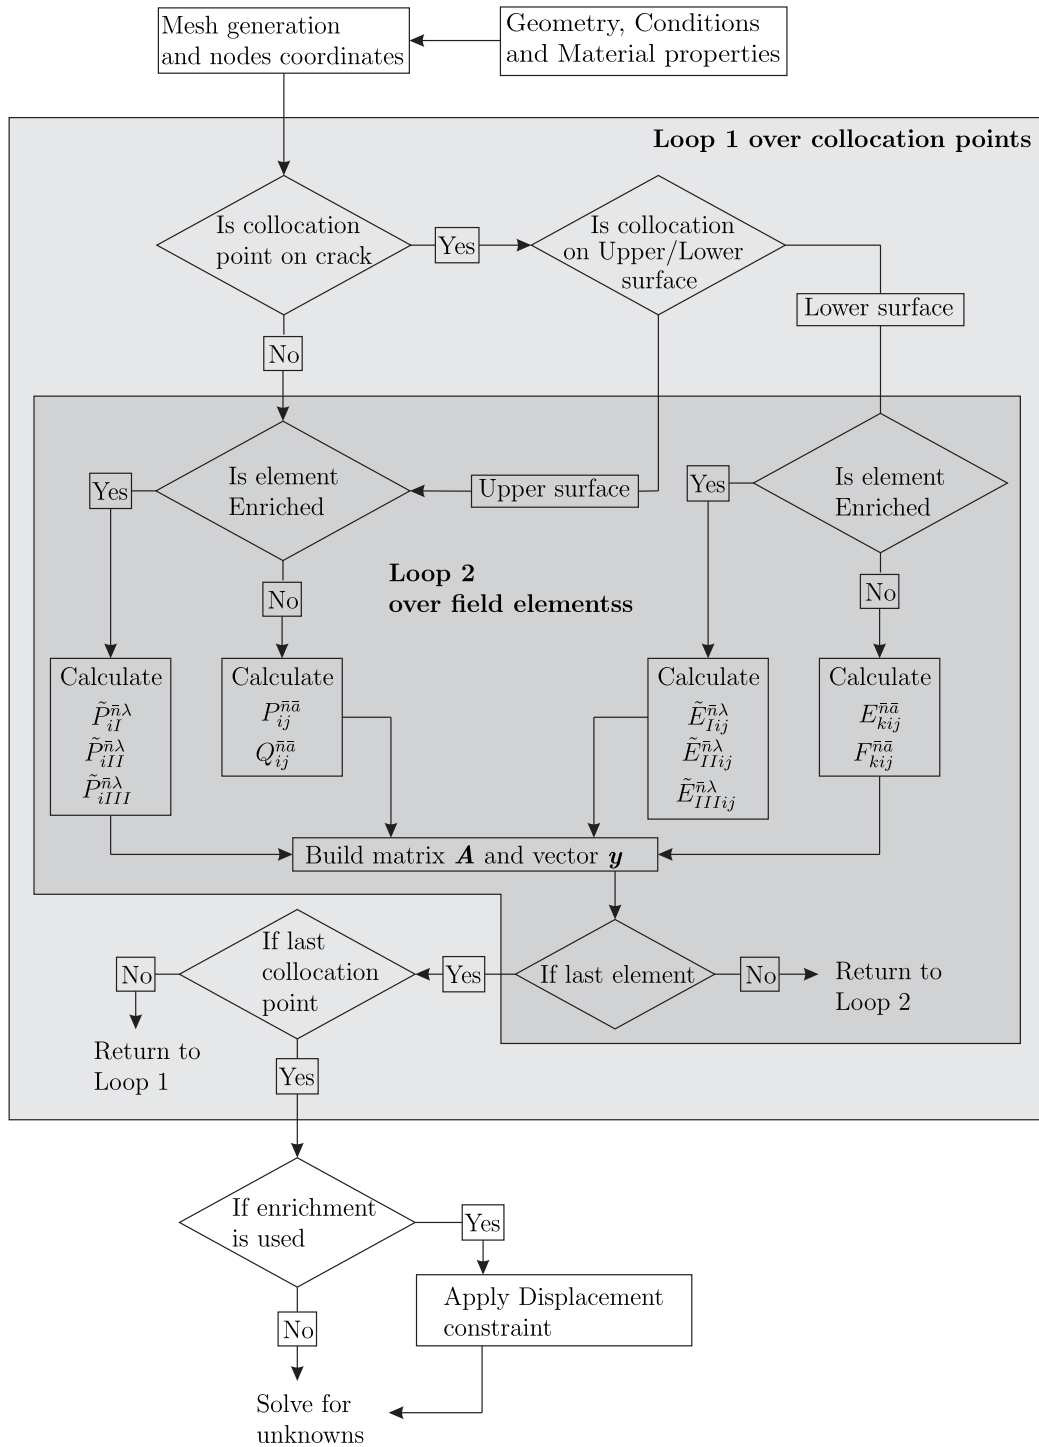 Mesh generation
and nodes coordinates
Geometry, Conditions
and Material properties
Loop 1 over collocation points
Is collocation
point on crack
Yes
Is collocation
on Upper/Lower
surface
Lower surface
No
Is element
Enriched
Yes
Upper surface
Yes
Is element
Enriched
Loop 2
over field elementss
No
No
Calculate
P̃_{iI}^{n̄λ}
P̃_{iII}^{n̄λ}
P̃_{iIII}^{n̄λ}
Calculate
P_{ij}^{n̄ā}
Q_{ij}^{n̄ā}
Calculate
Ẽ_{Iij}^{n̄λ}
Ẽ_{IIij}^{n̄λ}
Ẽ_{IIIij}^{n̄λ}
Calculate
E_{kij}^{n̄ā}
F_{kij}^{n̄ā}
Build matrix A and vector y
If last element
No
Return to
Loop 2
Yes
If last
collocation
point
No
Return to
Loop 1
Yes
If enrichment
is used
Yes
Apply Displacement
constraint
No
Solve for
unknowns